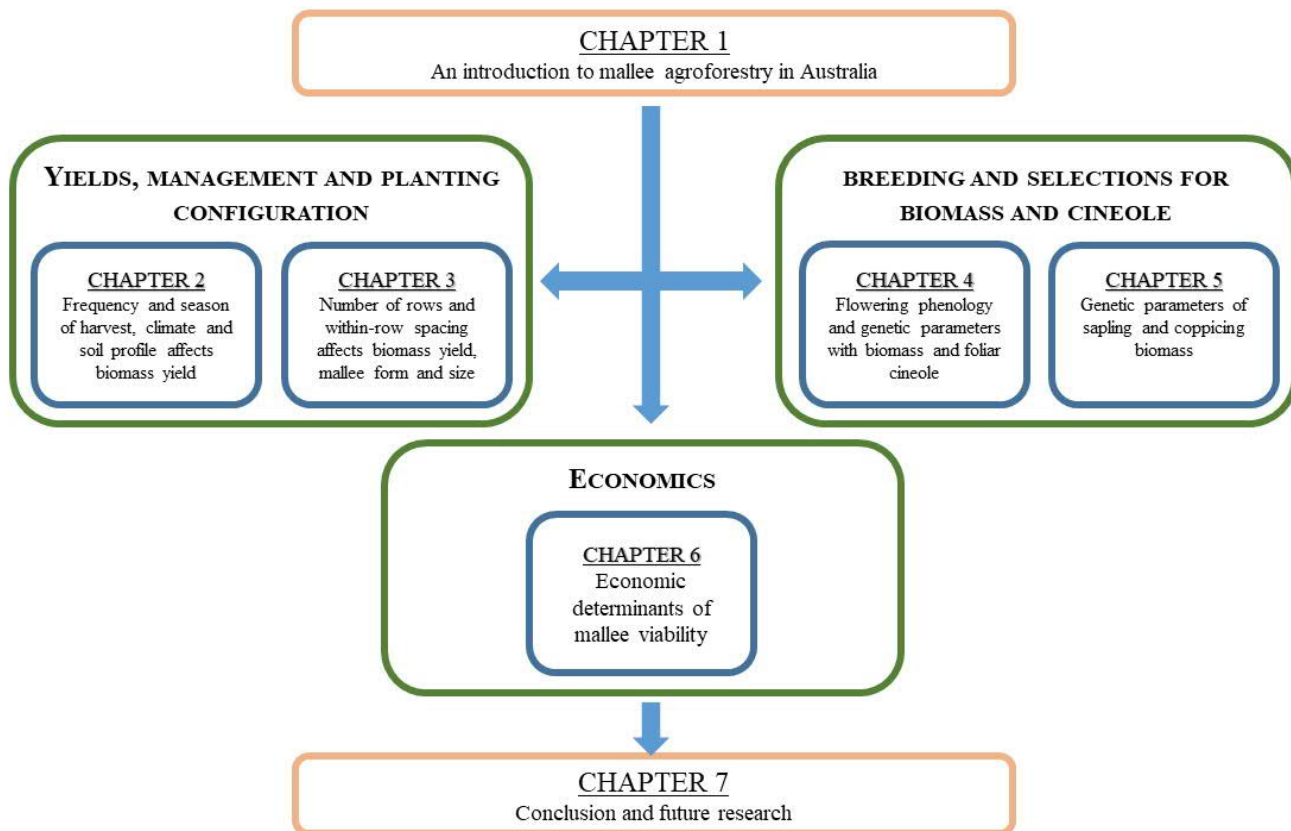 CHAPTER 1
An introduction to mallee agroforestry in Australia
YIELDS, MANAGEMENT AND PLANTING
CONFIGURATION
CHAPTER 2
Frequency and season
of harvest, climate and
soil profile affects
biomass yield
CHAPTER 3
Number of rows and
within-row spacing
affects biomass yield,
mallee form and size
BREEDING AND SELECTIONS FOR
BIOMASS AND CINEOLE
CHAPTER 4
Flowering phenology
and genetic parameters
with biomass and foliar
cineole
CHAPTER 5
Genetic parameters of
sapling and coppicing
biomass
ECONOMICS
CHAPTER 6
Economic
determinants of
mallee viability
CHAPTER 7
Conclusion and future research